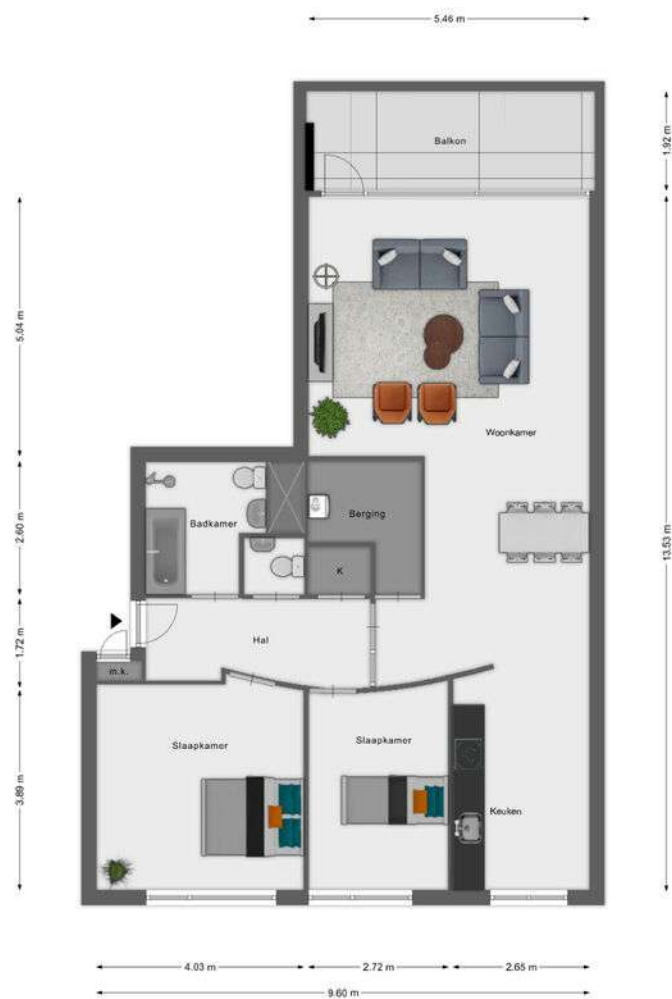 5.46 m
Balkon
1.92 m
5.04 m
Woonkamer
Badkamer
Berging
2.60 m
13.53 m
K
1.72 m
Hal
m.k.
Slaapkamer
Slaapkamer
3.89 m
Keuken
4.03 m
2.72 m
2.65 m
9.60 m